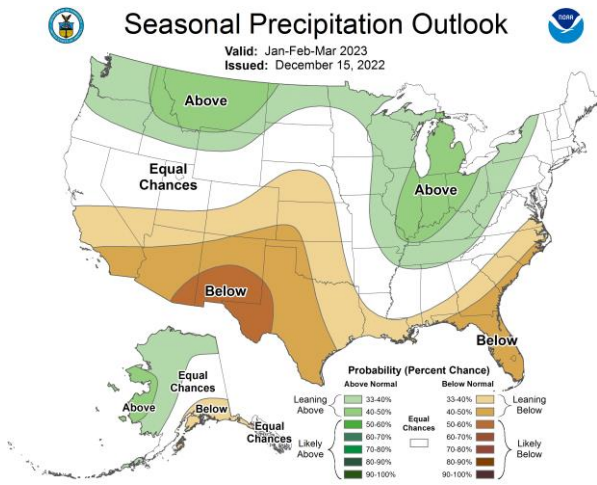 Seasonal Precipitation Outlook
NOAA
Valid: Jan-Feb-Mar 2023
Issued: December 15, 2022
Above
Equal
Chances
Above
Below
Below
Equal
Chances
Above
Below
Equal
Chances
Probability (Percent Chance)
Above Normal
Below Normal
Leaning
Above
33-40%
40-50%
50-60%
Likely
Above
60-70%
70-80%
80-90%
90-100%
Equal
Chances
33-40%
40-50%
50-60%
60-70%
70-80%
80-90%
90-100%
Leaning
Below
Likely
Below